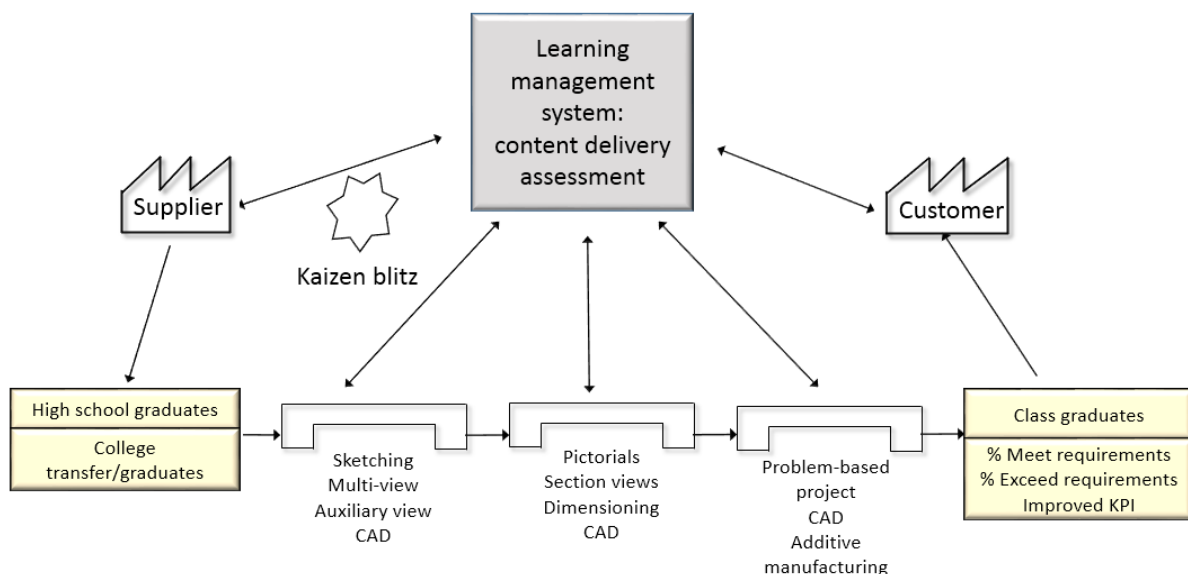 Learning
management
system:
content delivery
assessment
Supplier
Customer
Kaizen blitz
High school graduates
College
transfer/graduates
Sketching
Multi-view
Auxiliary view
CAD
Pictorials
Section views
Dimensioning
CAD
Problem-based
project
CAD
Additive
manufacturing
Class graduates
% Meet requirements
% Exceed requirements
Improved KPI